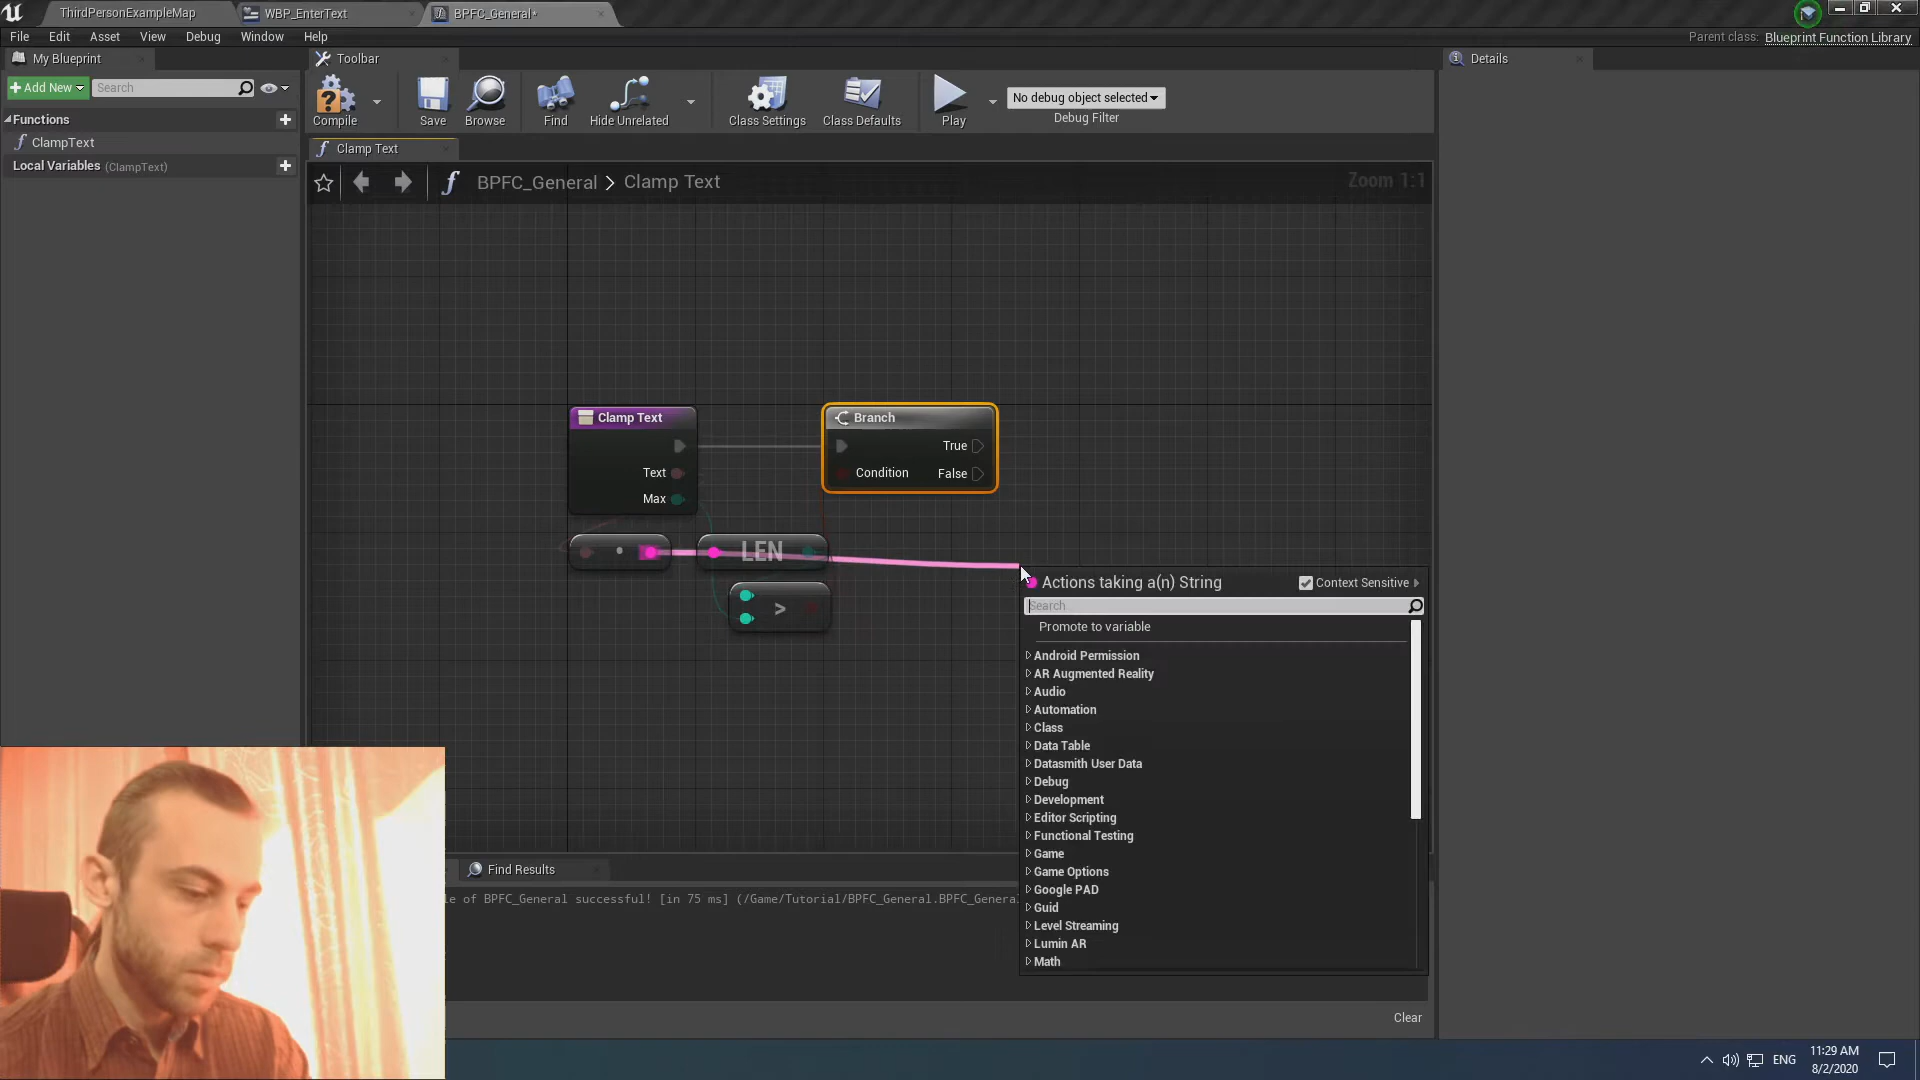 ThirdPersonExampleMap
WBP_EnterText
BPFC_General*
File Edit Asset View Debug Window Help
Parent class: Blueprint Function Library
My Blueprint
Toolbar
Details
Add New
Search
Compile
Save
Browse
Find
Hide Unrelated
Class Settings
Class Defaults
Play
No debug object selected
Debug Filter
Functions
ClampText
Local Variables (ClampText)
Clamp Text
BPFC_General > Clamp Text
Zoom 1:1
Clamp Text
Text
Max
Branch
True
Condition
False
LEN
>
Actions taking a(n) String
Context Sensitive
Search
Promote to variable
Android Permission
AR Augmented Reality
Audio
Automation
Class
Data Table
Datasmith User Data
Debug
Development
Editor Scripting
Functional Testing
Game
Game Options
Google PAD
Guid
Level Streaming
Lumin AR
Math
Find Results
le of BPFC_General successful! [in 75 ms] (/Game/Tutorial/BPFC_General.BPFC_Genera
Clear
ENG
11:29 AM
8/2/2020